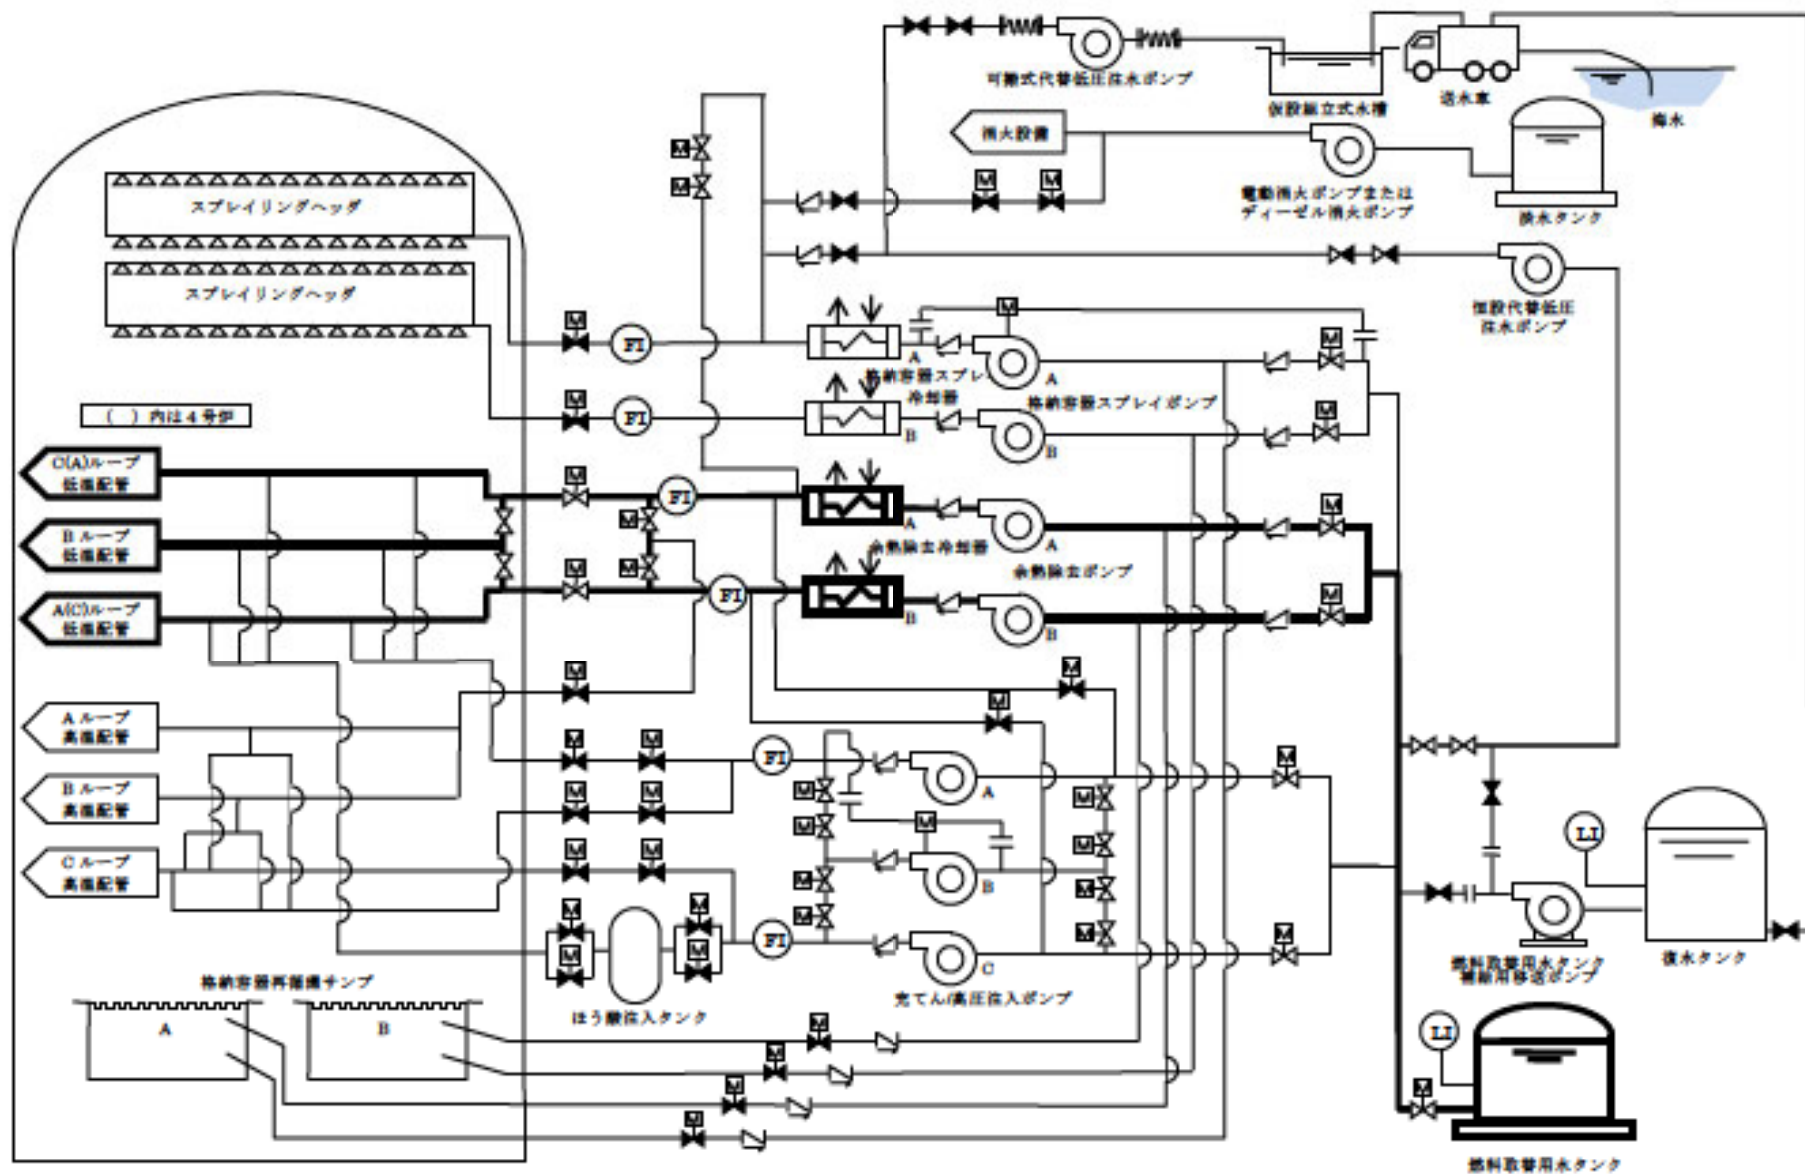 可搬式代替低圧注水ポンプ
仮設組立式水槽
送水車
海水
消火設備
電動消火ポンプまたは
ディーゼル消火ポンプ
淡水タンク
恒設代替低圧
注水ポンプ
スプレイリングヘッダ
スプレイリングヘッダ
M
M
M
M
M
FI
M
A
格納容器スプレイ
冷却器
A
格納容器スプレイポンプ
M
M
FI
B
B
M
( ) 内は4号炉
C(A)ループ
低温配管
M
FI
M
A
余熱除去冷却器
A
余熱除去ポンプ
M
Bループ
低温配管
M
M
FI
B
B
M
A(C)ループ
低温配管
M
M
M
Aループ
高温配管
M
M
FI
A
M
M
M
Bループ
高温配管
M
M
M
M
B
M
LI
Cループ
高温配管
M
M
M
M
M
M
M
M
M
FI
C
M
M
M
充てん/高圧注入ポンプ
ほう酸注入タンク
燃料取替用水タンク
補給用移送ポンプ
復水タンク
格納容器再循環サンプ
A
B
M
M
M
M
LI
M
燃料取替用水タンク